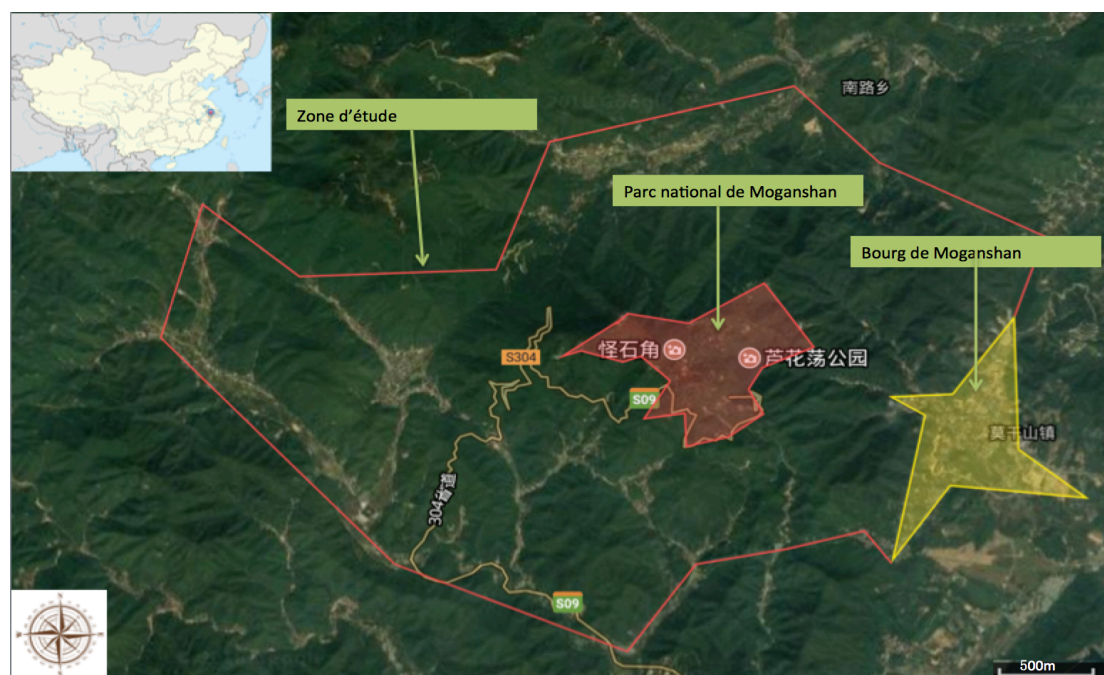 南路乡
Zone d'étude
Parc national de Moganshan
Bourg de Moganshan
怪石角
芦花荡公园
S304
S09
莫干山镇
304省道
S09
500m